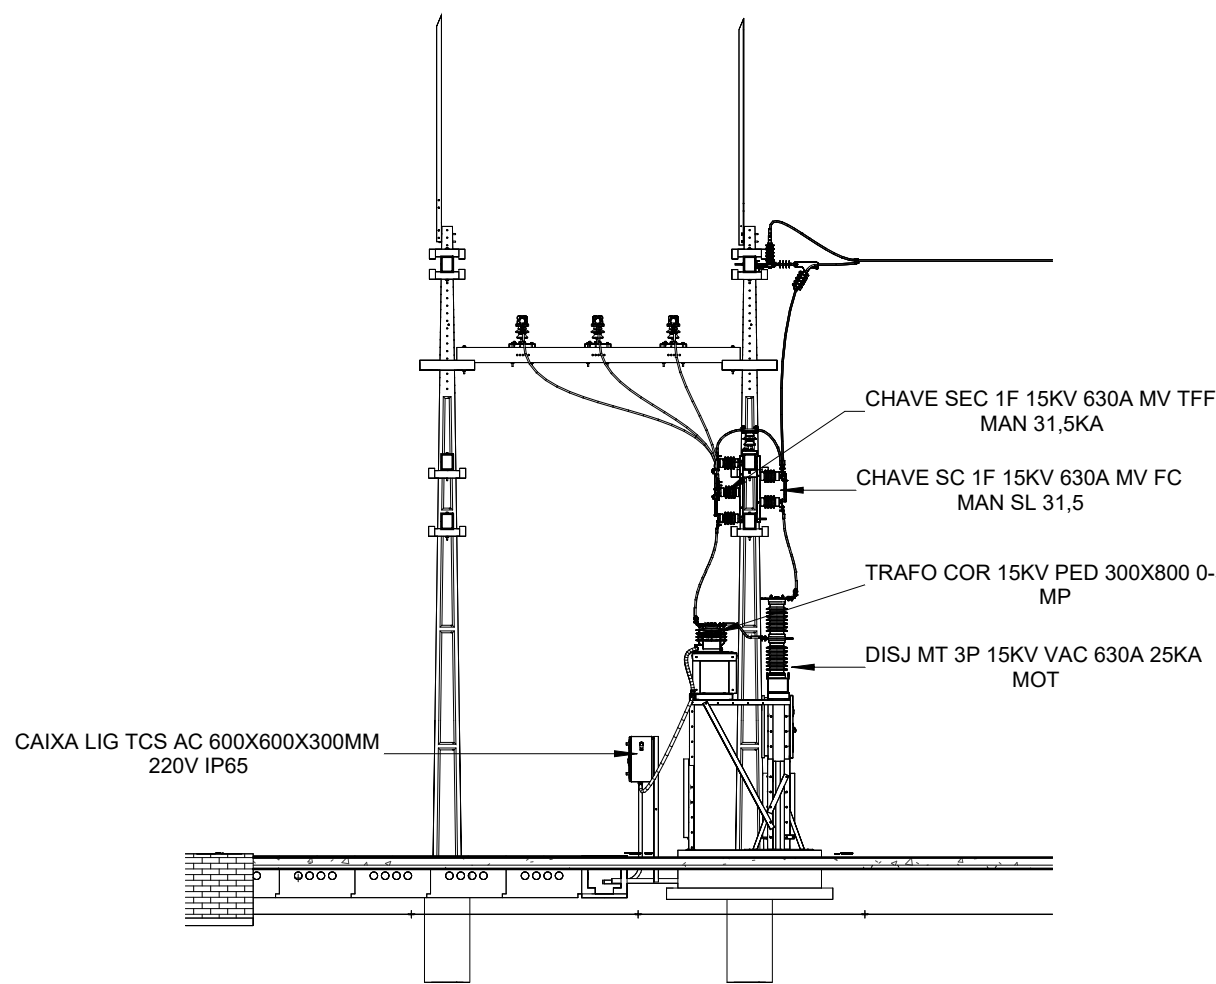 CHAVE SEC 1F 15KV 630A MV TFF
MAN 31,5KA
CHAVE SC 1F 15KV 630A MV FC
MAN SL 31,5
TRAFO COR 15KV PED 300X800 0-
MP
DISJ MT 3P 15KV VAC 630A 25KA
MOT
CAIXA LIG TCS AC 600X600X300MM
220V IP65